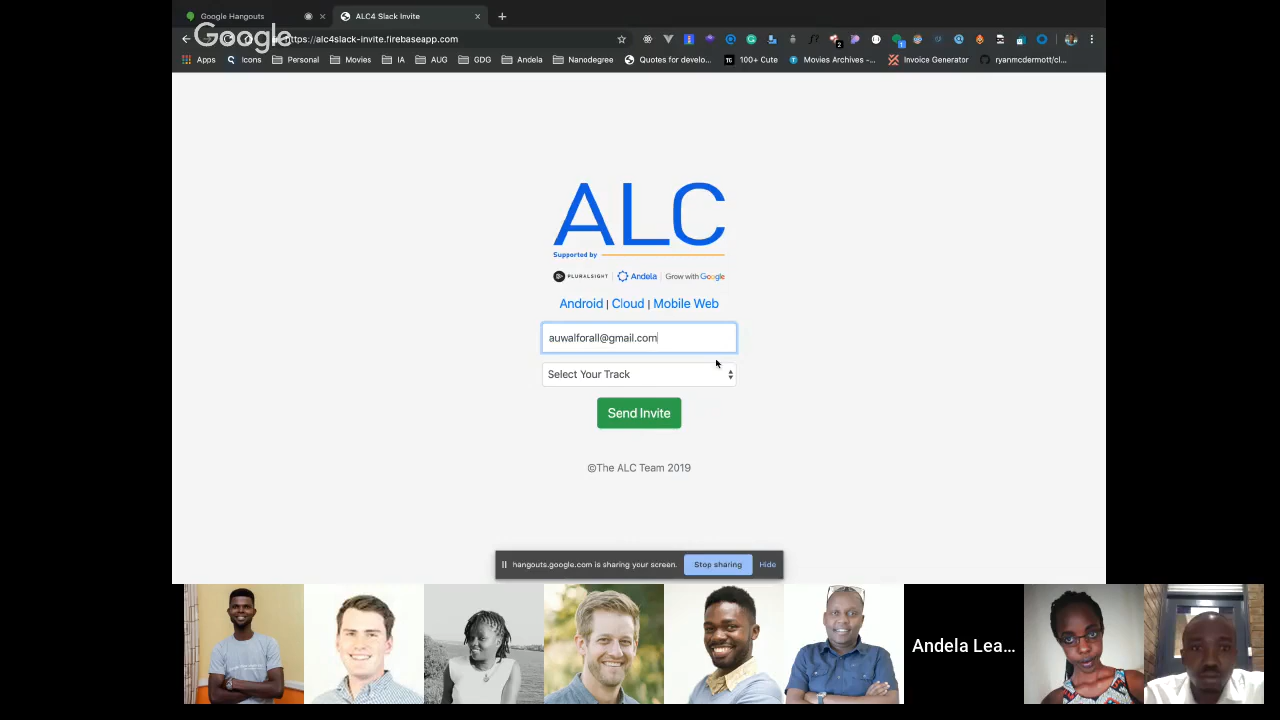 Google Hangouts
ALC4 Slack Invite
Google
https://alc4slack-invite.firebaseapp.com
Apps
Icons
Personal
Movies
IA
AUG
GDG
Andela
Nanodegree
Quotes for develo...
100+ Cute
Movies Archives -...
Invoice Generator
ryanmcdermott/cl...
ALC
Supported by
PLURALSIGHT | Andela | Grow with Google
Android | Cloud | Mobile Web
auwalforall@gmail.com
Select Your Track
Send Invite
©The ALC Team 2019
hangouts.google.com is sharing your screen.
Stop sharing
Hide
Andela Lea...